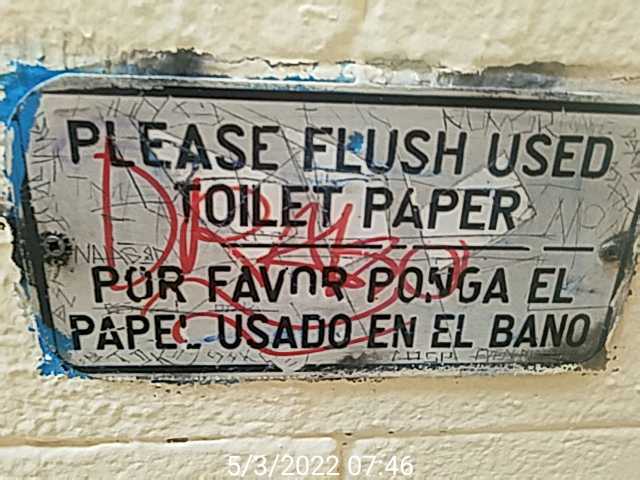 PLEASE FLUSH USED
TOILET PAPER
POR FAVOR PONGA EL
PAPEL USADO EN EL BANO
5/3/2022 07:46